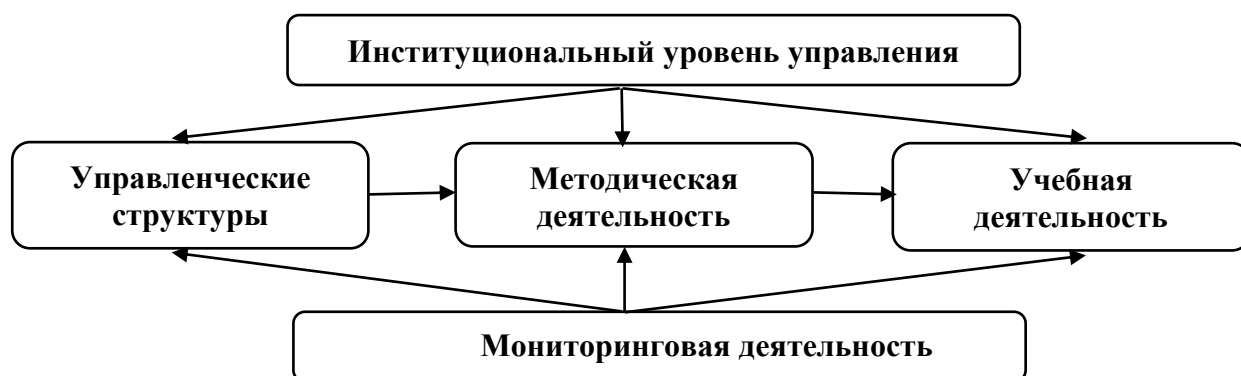 Институциональный уровень управления
Управленческие
структуры
Методическая
деятельность
Учебная
деятельность
Мониторинговая деятельность